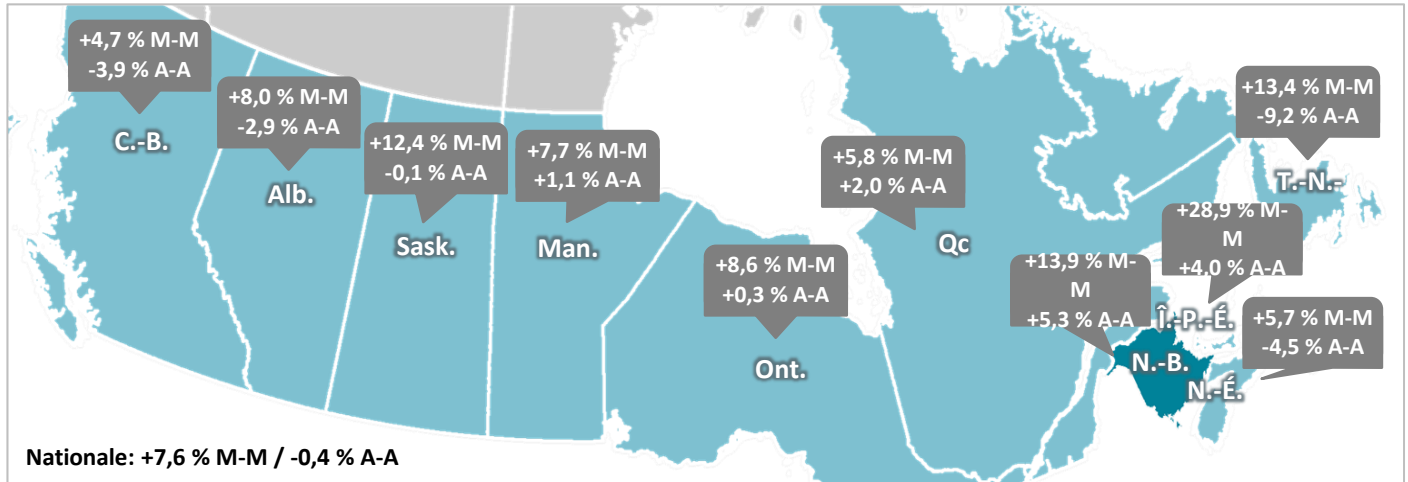 +4,7 % M-M
-3,9 % A-A
C.-B.
+8,0 % M-M
-2,9 % A-A
Alb.
+12,4 % M-M
-0,1 % A-A
Sask.
+7,7 % M-M
+1,1 % A-A
Man.
+8,6 % M-M
+0,3 % A-A
Ont.
+5,8 % M-M
+2,0 % A-A
Qc
+13,4 % M-M
-9,2 % A-A
T.-N.-
+28,9 % M-
M
+4,0 % A-A
Î.-P.-É.
+13,9 % M-
M
+5,3 % A-A
N.-B.
+5,7 % M-M
-4,5 % A-A
N.-É.
Nationale: +7,6 % M-M / -0,4 % A-A